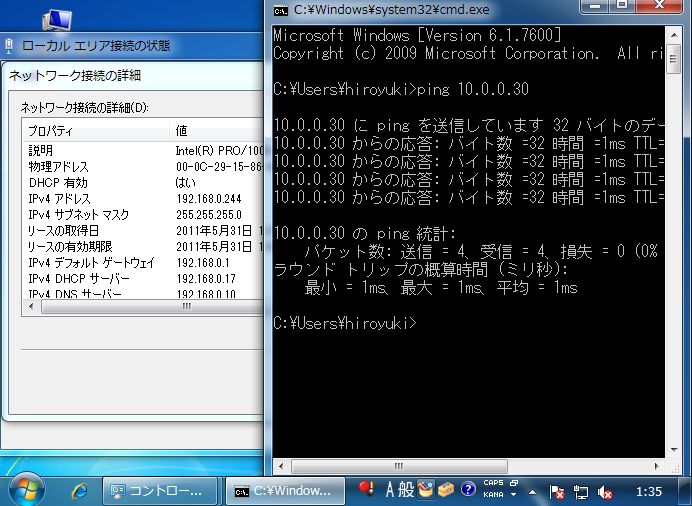 ローカル エリア接続の状態
ネットワーク接続の詳細
ネットワーク接続の詳細(D):
プロパティ 値
説明 Intel(R) PRO/100
物理アドレス 00-0C-29-15-86
DHCP 有効 はい
IPv4 アドレス 192.168.0.244
IPv4 サブネット マスク 255.255.255.0
リースの取得日 2011年5月31日 1
リースの有効期限 2011年5月31日
IPv4 デフォルト ゲートウェイ 192.168.0.1
IPv4 DHCP サーバー 192.168.0.17
IPv4 DNS サーバー 192.168.0.10
C:¥Windows¥system32¥cmd.exe
Microsoft Windows [Version 6.1.7600]
Copyright (c) 2009 Microsoft Corporation. All ri
C:¥Users¥hiroyuki>ping 10.0.0.30
10.0.0.30 に ping を送信しています 32 バイトのデー
10.0.0.30 からの応答: バイト数 =32 時間 =1ms TTL=
10.0.0.30 からの応答: バイト数 =32 時間 =1ms TTL=
10.0.0.30 からの応答: バイト数 =32 時間 =1ms TTL=
10.0.0.30 からの応答: バイト数 =32 時間 =1ms TTL=
10.0.0.30 の ping 統計:
パケット数: 送信 = 4、受信 = 4、損失 = 0 (0%
ラウンド トリップの概算時間 (ミリ秒):
最小 = 1ms、最大 = 1ms、平均 = 1ms
C:¥Users¥hiroyuki>
コントロー...
C:¥Window...
A 般
CAPS
KANA
1:35